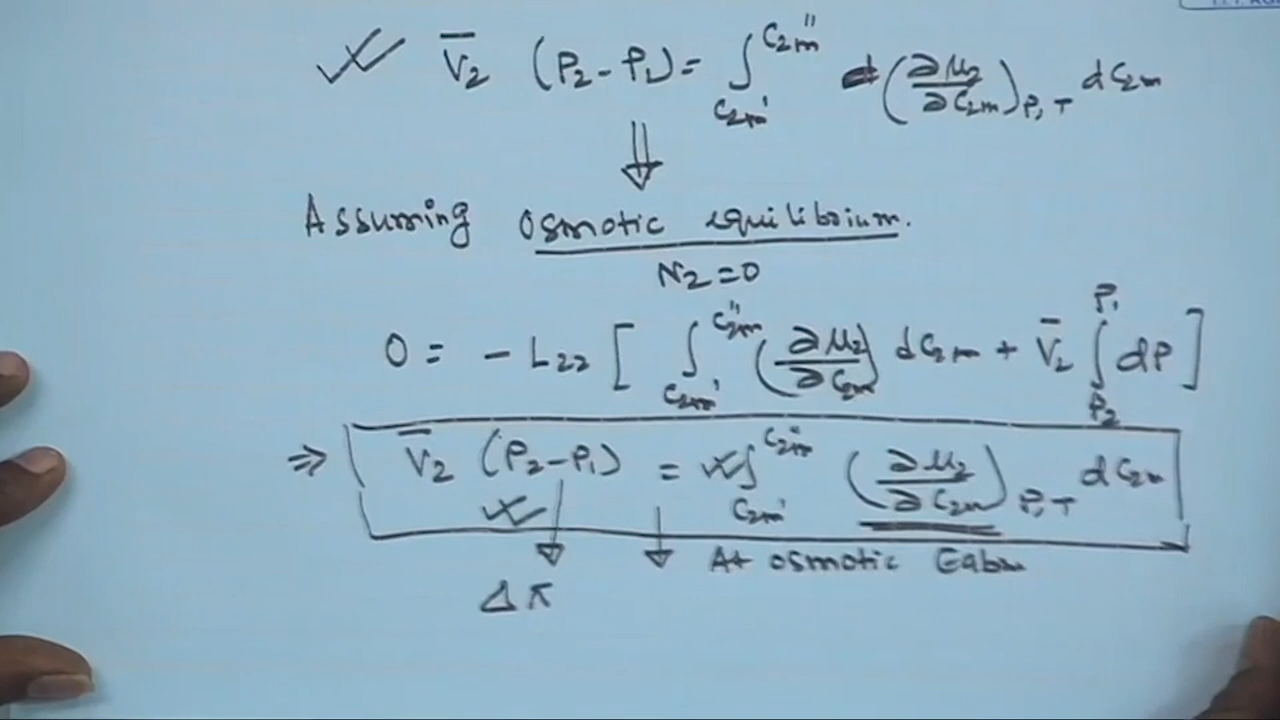 V̄₂ (P₂ - P₁) = ∫_{C₂m'}^{C₂m''} (∂μ₂/∂C₂m)_{P,T} dC₂m
⇓
Assuming osmotic equilibrium.
N₂ = 0
0 = - L₂₂ [ ∫_{C₂m'}^{C₂m''} (∂μ₂/∂C₂m) dC₂m + V̄₂ ∫_{P₂}^{P₁} dP ]
⇒ V̄₂ (P₂ - P₁) = ∫_{C₂m'}^{C₂m''} (∂μ₂/∂C₂m)_{P,T} dC₂m
At osmotic Eqbm
Δπ